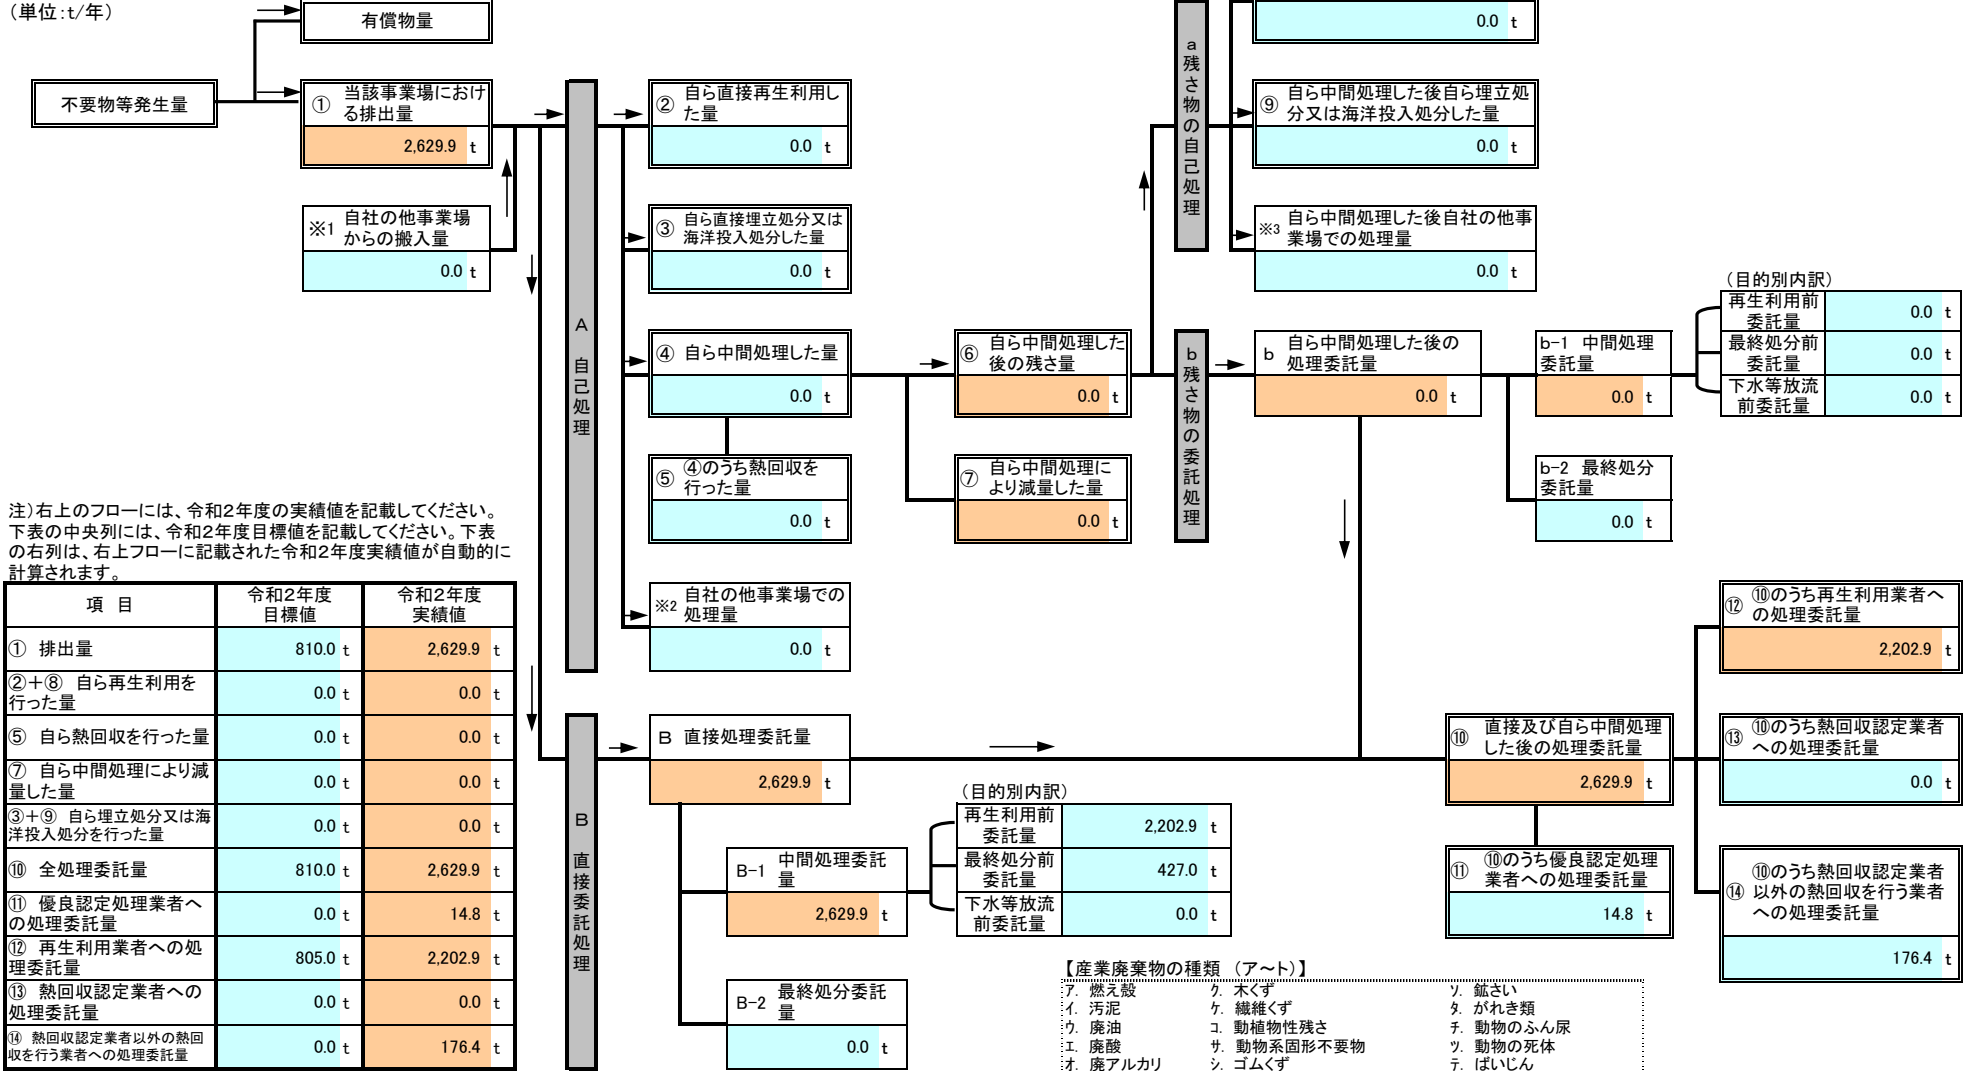 （単位：t/年）
有償物量
不要物等発生量
① 当該事業場におけ
る排出量
2,629.9 t
※1 自社の他事業場
からの搬入量
0.0 t
A 自己処理
② 自ら直接再生利用し
た量
0.0 t
③ 自ら直接埋立処分又は
海洋投入処分した量
0.0 t
④ 自ら中間処理した量
0.0 t
⑤ ④のうち熱回収を
行った量
0.0 t
※2 自社の他事業場での
処理量
0.0 t
⑥ 自ら中間処理した
後の残さ量
0.0 t
⑦ 自ら中間処理に
より減量した量
0.0 t
a 残さ物の自己処理
0.0 t
⑨ 自ら中間処理した後自ら埋立処
分又は海洋投入処分した量
0.0 t
※3 自ら中間処理した後自社の他事
業場での処理量
0.0 t
b 残さ物の委託処理
b 自ら中間処理した後の
処理委託量
0.0 t
b-1 中間処理
委託量
0.0 t
b-2 最終処分
委託量
0.0 t
（目的別内訳）
再生利用前
委託量
0.0 t
最終処分前
委託量
0.0 t
下水等放流
前委託量
0.0 t
注）右上のフローには、令和2年度の実績値を記載してください。
下表の中央列には、令和2年度目標値を記載してください。下表
の右列は、右上フローに記載された令和2年度実績値が自動的に
計算されます。
項 目
令和2年度
目標値
令和2年度
実績値
① 排出量 810.0 t 2,629.9 t
②＋⑧ 自ら再生利用を
行った量
0.0 t 0.0 t
⑤ 自ら熱回収を行った量 0.0 t 0.0 t
⑦ 自ら中間処理により減
量した量
0.0 t 0.0 t
③＋⑨ 自ら埋立処分又は海
洋投入処分を行った量
0.0 t 0.0 t
⑩ 全処理委託量 810.0 t 2,629.9 t
⑪ 優良認定処理業者へ
の処理委託量
0.0 t 14.8 t
⑫ 再生利用業者への処
理委託量
805.0 t 2,202.9 t
⑬ 熱回収認定業者への
処理委託量
0.0 t 0.0 t
⑭ 熱回収認定業者以外の熱回
収を行う業者への処理委託量
0.0 t 176.4 t
B 直接委託処理
B 直接処理委託量
2,629.9 t
B-1 中間処理委託
量
2,629.9 t
B-2 最終処分委託
量
0.0 t
（目的別内訳）
再生利用前
委託量
2,202.9 t
最終処分前
委託量
427.0 t
下水等放流
前委託量
0.0 t
⑩ 直接及び自ら中間処理
した後の処理委託量
2,629.9 t
⑪ ⑩のうち優良認定処理
業者への処理委託量
14.8 t
⑫ ⑩のうち再生利用業者へ
の処理委託量
2,202.9 t
⑬ ⑩のうち熱回収認定業者
への処理委託量
0.0 t
⑭ ⑩のうち熱回収認定業者
以外の熱回収を行う業者
への処理委託量
176.4 t
【産業廃棄物の種類 （ア～ト）】
ア. 燃え殻 ク. 木くず ソ. 鉱さい
イ. 汚泥 ケ. 繊維くず タ. がれき類
ウ. 廃油 コ. 動植物性残さ チ. 動物のふん尿
エ. 廃酸 サ. 動物系固形不要物 ツ. 動物の死体
オ. 廃アルカリ シ. ゴムくず テ. ばいじん